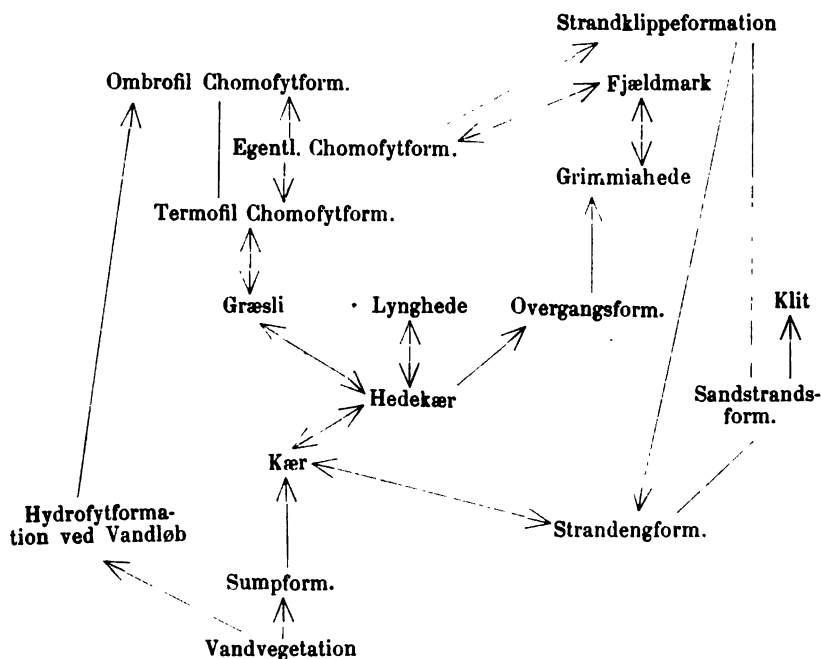 Strandklippeformation
Ombrofil Chomofytform.
Fjældmark
Egentl. Chomofytform.
Grimmiahede
Termofil Chomofytform.
Græsli
Lynghede
Overgangsform.
Klit
Hedekær
Sandstrands-
form.
Kær
Hydrofytforma-
tion ved Vandløb
Strandengform.
Sumpform.
Vandvegetation